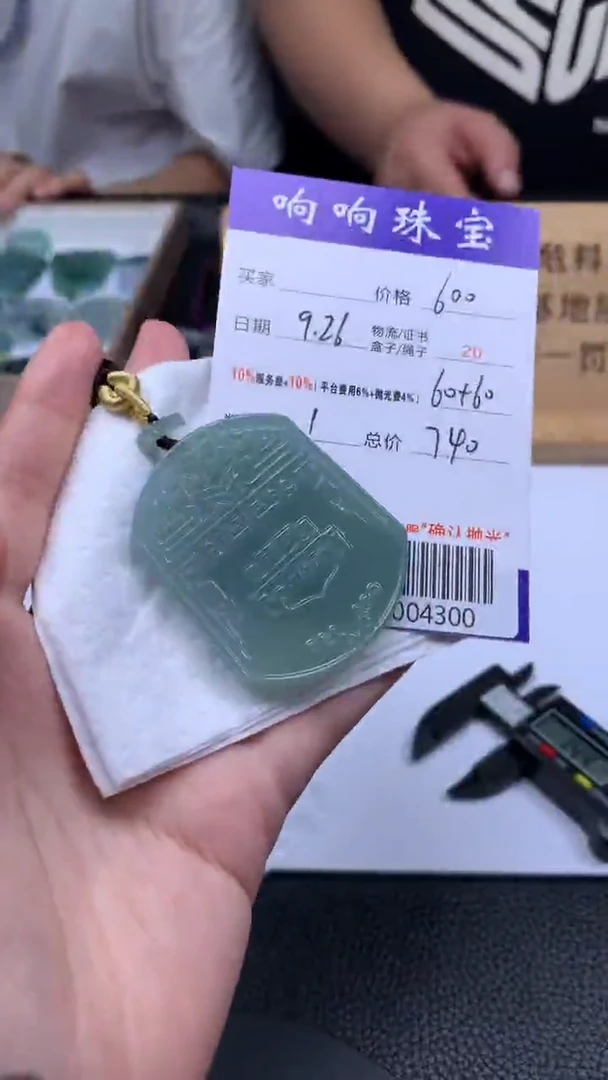 响响珠宝
买家 价格 600
日期 9.26 物流/证书 盒子/绳子 20
10%服务费+10%(平台费用6%+抛光费4%) 60+60
1 总价 740
"确认抛光"
004300